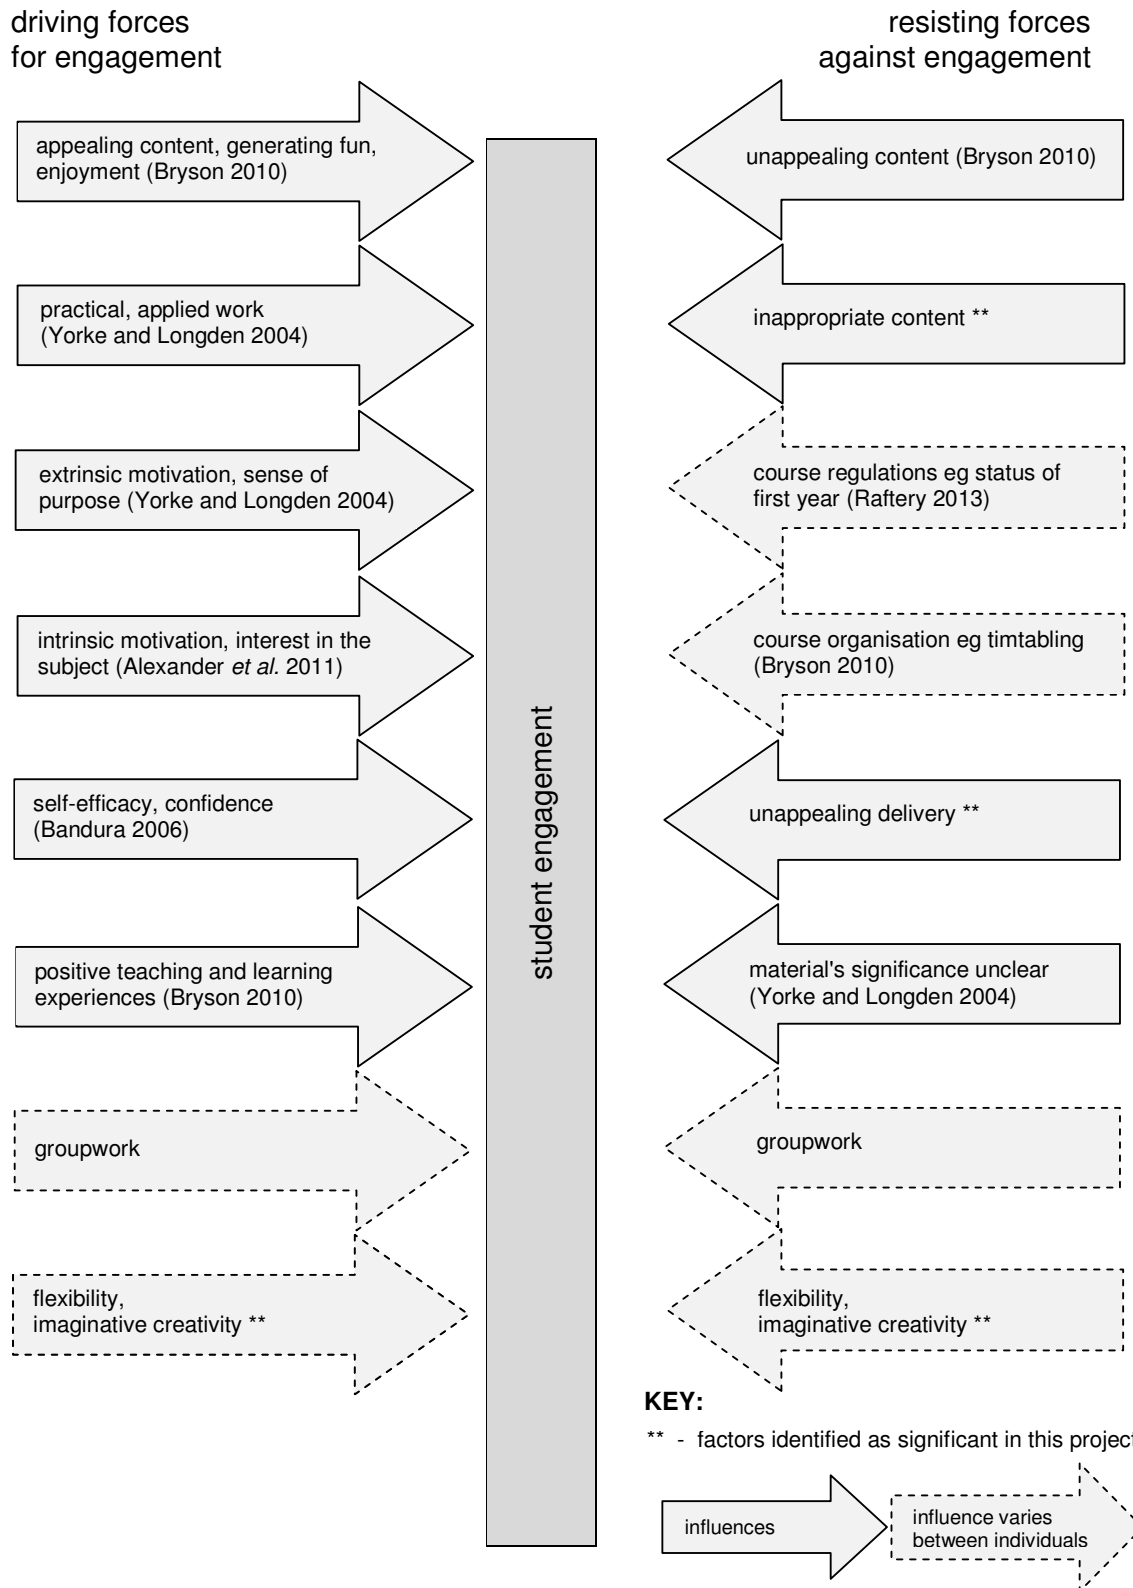 driving forces
for engagement
resisting forces
against engagement
appealing content, generating fun,
enjoyment (Bryson 2010)
practical, applied work
(Yorke and Longden 2004)
extrinsic motivation, sense of
purpose (Yorke and Longden 2004)
intrinsic motivation, interest in the
subject (Alexander et al. 2011)
self-efficacy, confidence
(Bandura 2006)
positive teaching and learning
experiences (Bryson 2010)
groupwork
flexibility,
imaginative creativity **
student engagement
unappealing content (Bryson 2010)
inappropriate content **
course regulations eg status of
first year (Raftery 2013)
course organisation eg timtabling
(Bryson 2010)
unappealing delivery **
material's significance unclear
(Yorke and Longden 2004)
groupwork
flexibility,
imaginative creativity **
KEY:
** - factors identified as significant in this project
influences
influence varies
between individuals